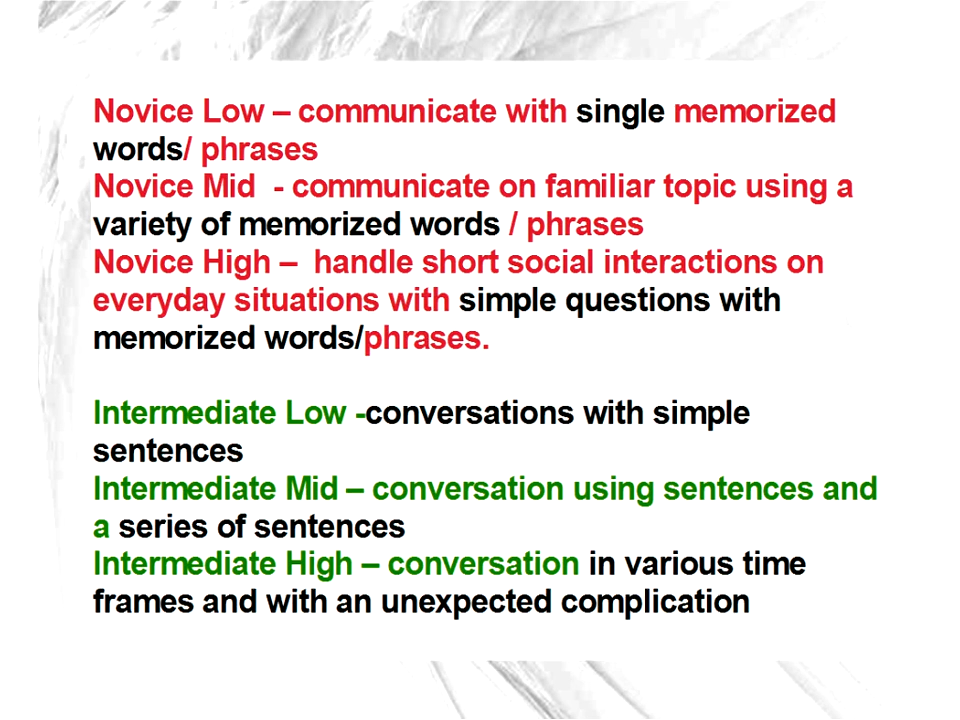 Novice Low – communicate with single memorized
words/ phrases
Novice Mid  - communicate on familiar topic using a
variety of memorized words / phrases
Novice High –  handle short social interactions on
everyday situations with simple questions with
memorized words/phrases.
Intermediate Low -conversations with simple
sentences
Intermediate Mid – conversation using sentences and
a series of sentences
Intermediate High – conversation in various time
frames and with an unexpected complication